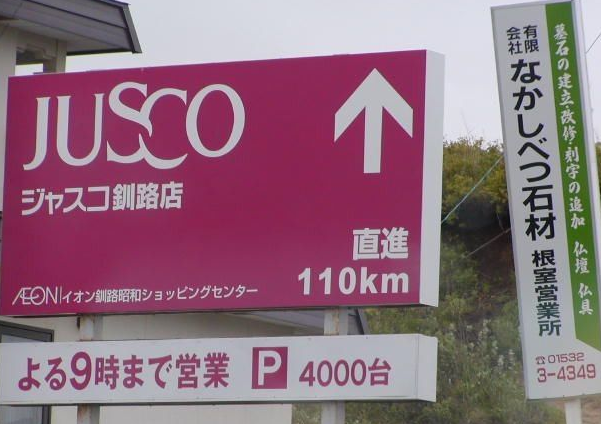 JUSCO
ジャスコ釧路店
直進
110km
ÆON イオン釧路昭和ショッピングセンター
よる9時まで営業 P 4000台
墓石の建立・改修・刻字の追加 仏壇 仏具
有限会社 なかしべつ石材 根室営業所
☎01532
3-4349